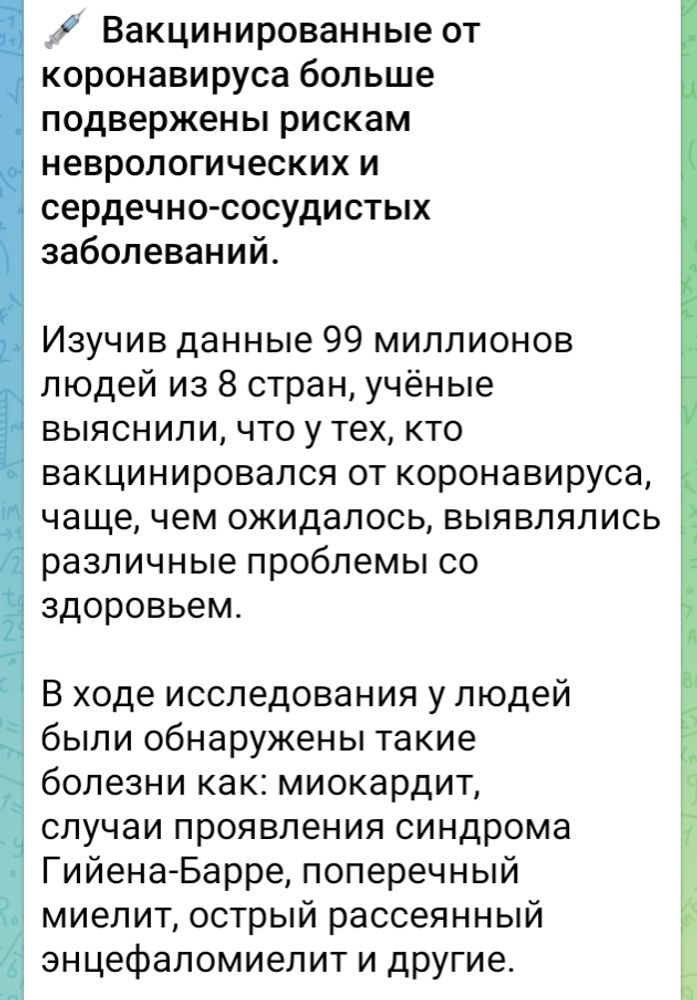 💉 Вакцинированные от
коронавируса больше
подвержены рискам
неврологических и
сердечно-сосудистых
заболеваний.
Изучив данные 99 миллионов
людей из 8 стран, учёные
выяснили, что у тех, кто
вакцинировался от коронавируса,
чаще, чем ожидалось, выявлялись
различные проблемы со
здоровьем.
В ходе исследования у людей
были обнаружены такие
болезни как: миокардит,
случаи проявления синдрома
Гийена-Барре, поперечный
миелит, острый рассеянный
энцефаломиелит и другие.